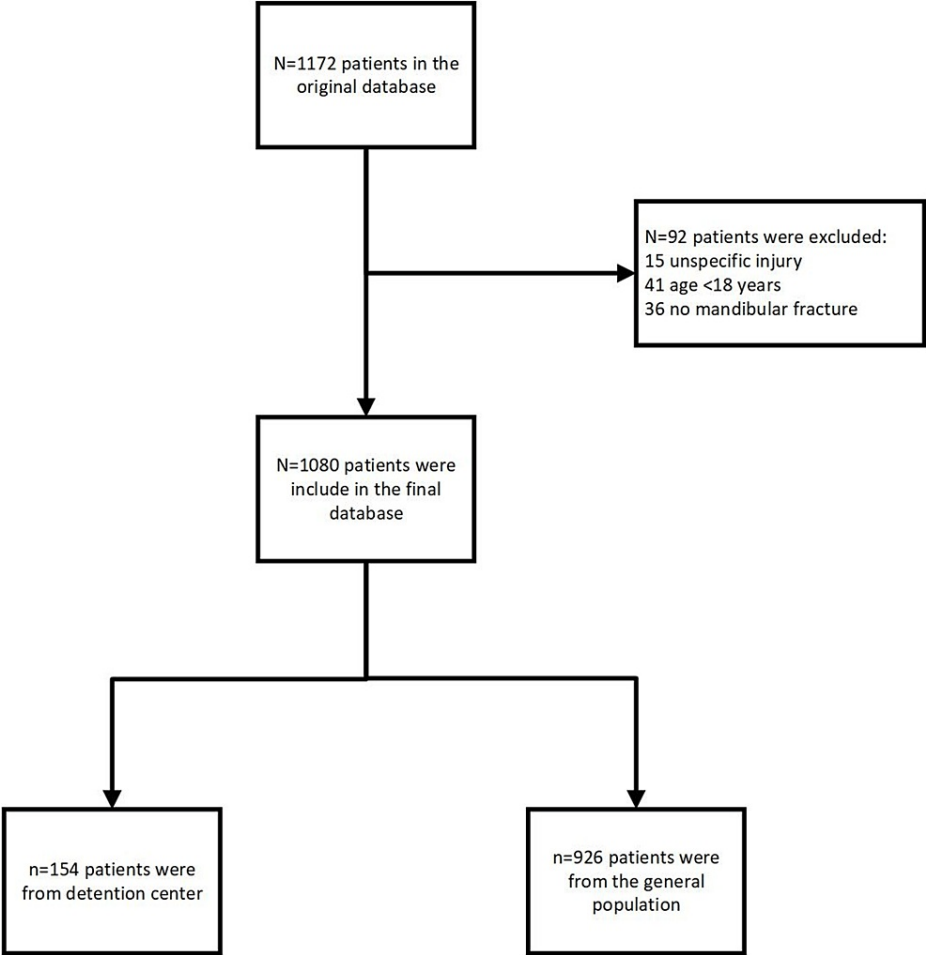 N=1172 patients in the
original database
N=92 patients were excluded:
15 unspecific injury
41 age <18 years
36 no mandibular fracture
N=1080 patients were
include in the final
database
n=154 patients were
from detention center
n=926 patients were
from the general
population